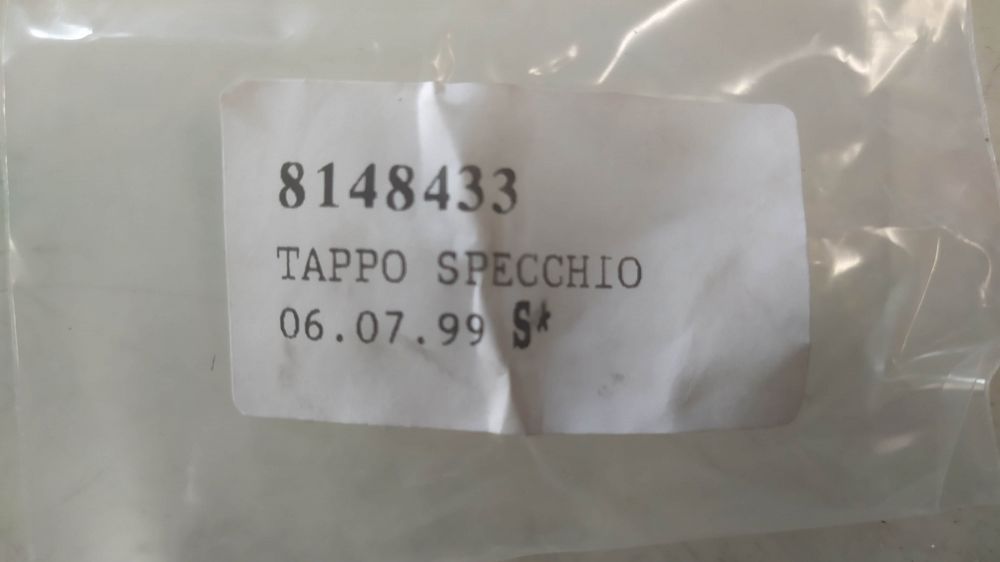 8148433
TAPPO SPECCHIO
06.07.99 S*